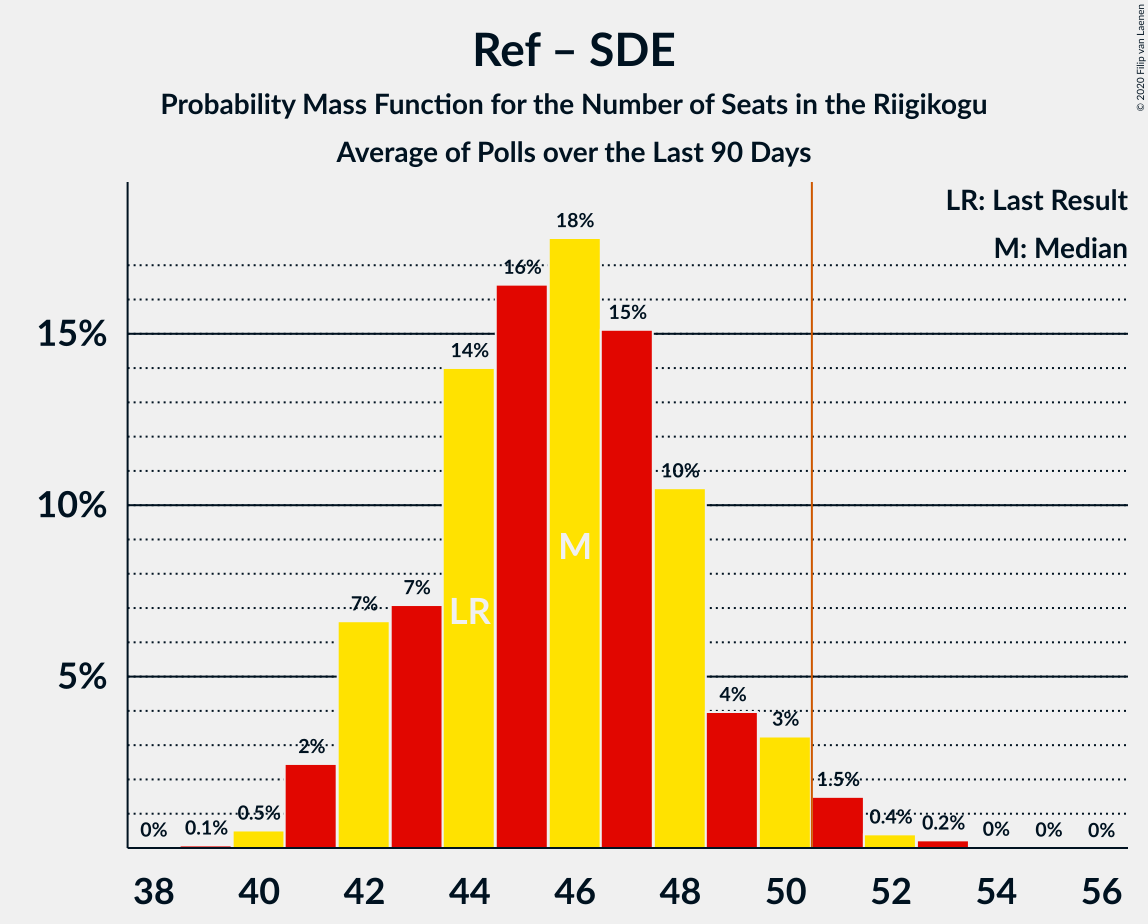 Ref – SDE
Probability Mass Function for the Number of Seats in the Riigikogu
Average of Polls over the Last 90 Days
© 2020 Filip van Laenen
LR: Last Result
M: Median
15%
10%
5%
0%
0.1%
0.5%
2%
7%
7%
14%
16%
18%
15%
10%
4%
3%
1.5%
0.4%
0.2%
0%
0%
0%
LR
M
38 40 42 44 46 48 50 52 54 56